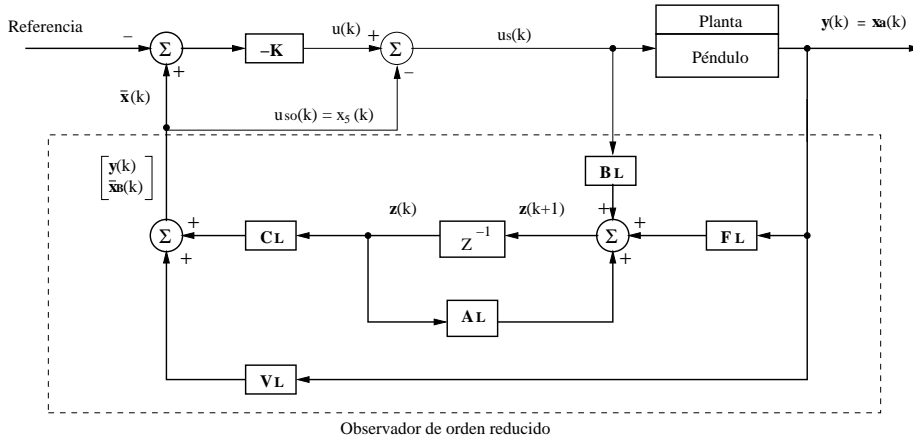 Referencia
−
Σ
+
−K
u(k)
+
Σ
−
us(k)
Planta
Péndulo
y(k) = xa(k)
x̄(k)
uso(k) = x5 (k)
y(k)
x̄B(k)
BL
z(k)
z(k+1)
+
+
Σ
+
+
Σ
+
CL
Z −1
FL
AL
VL
Observador de orden reducido